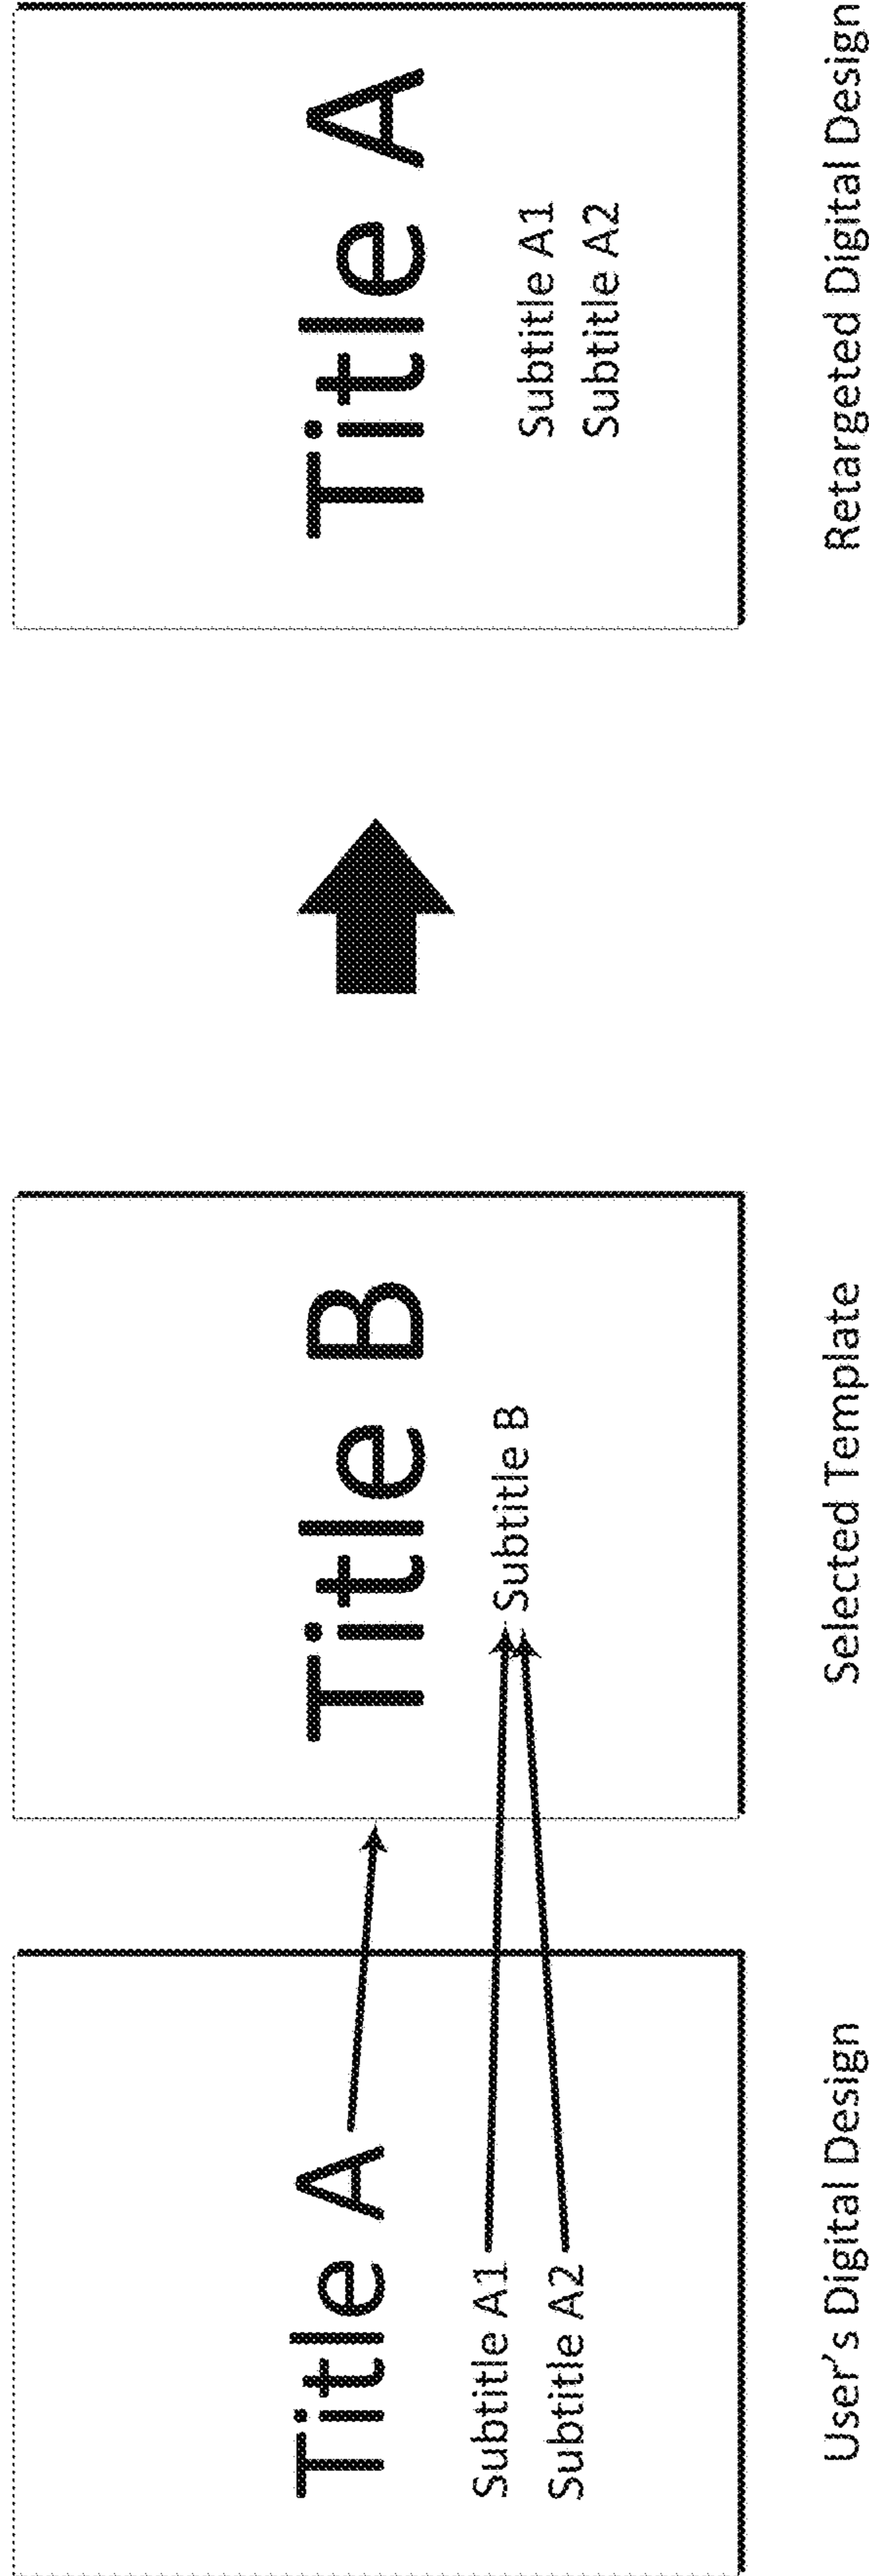 Title A
Subtitle A1
Subtitle A2
User's Digital Design
Title B
Subtitle B
Selected Template
Title A
Subtitle A1
Subtitle A2
Retargeted Digital Design